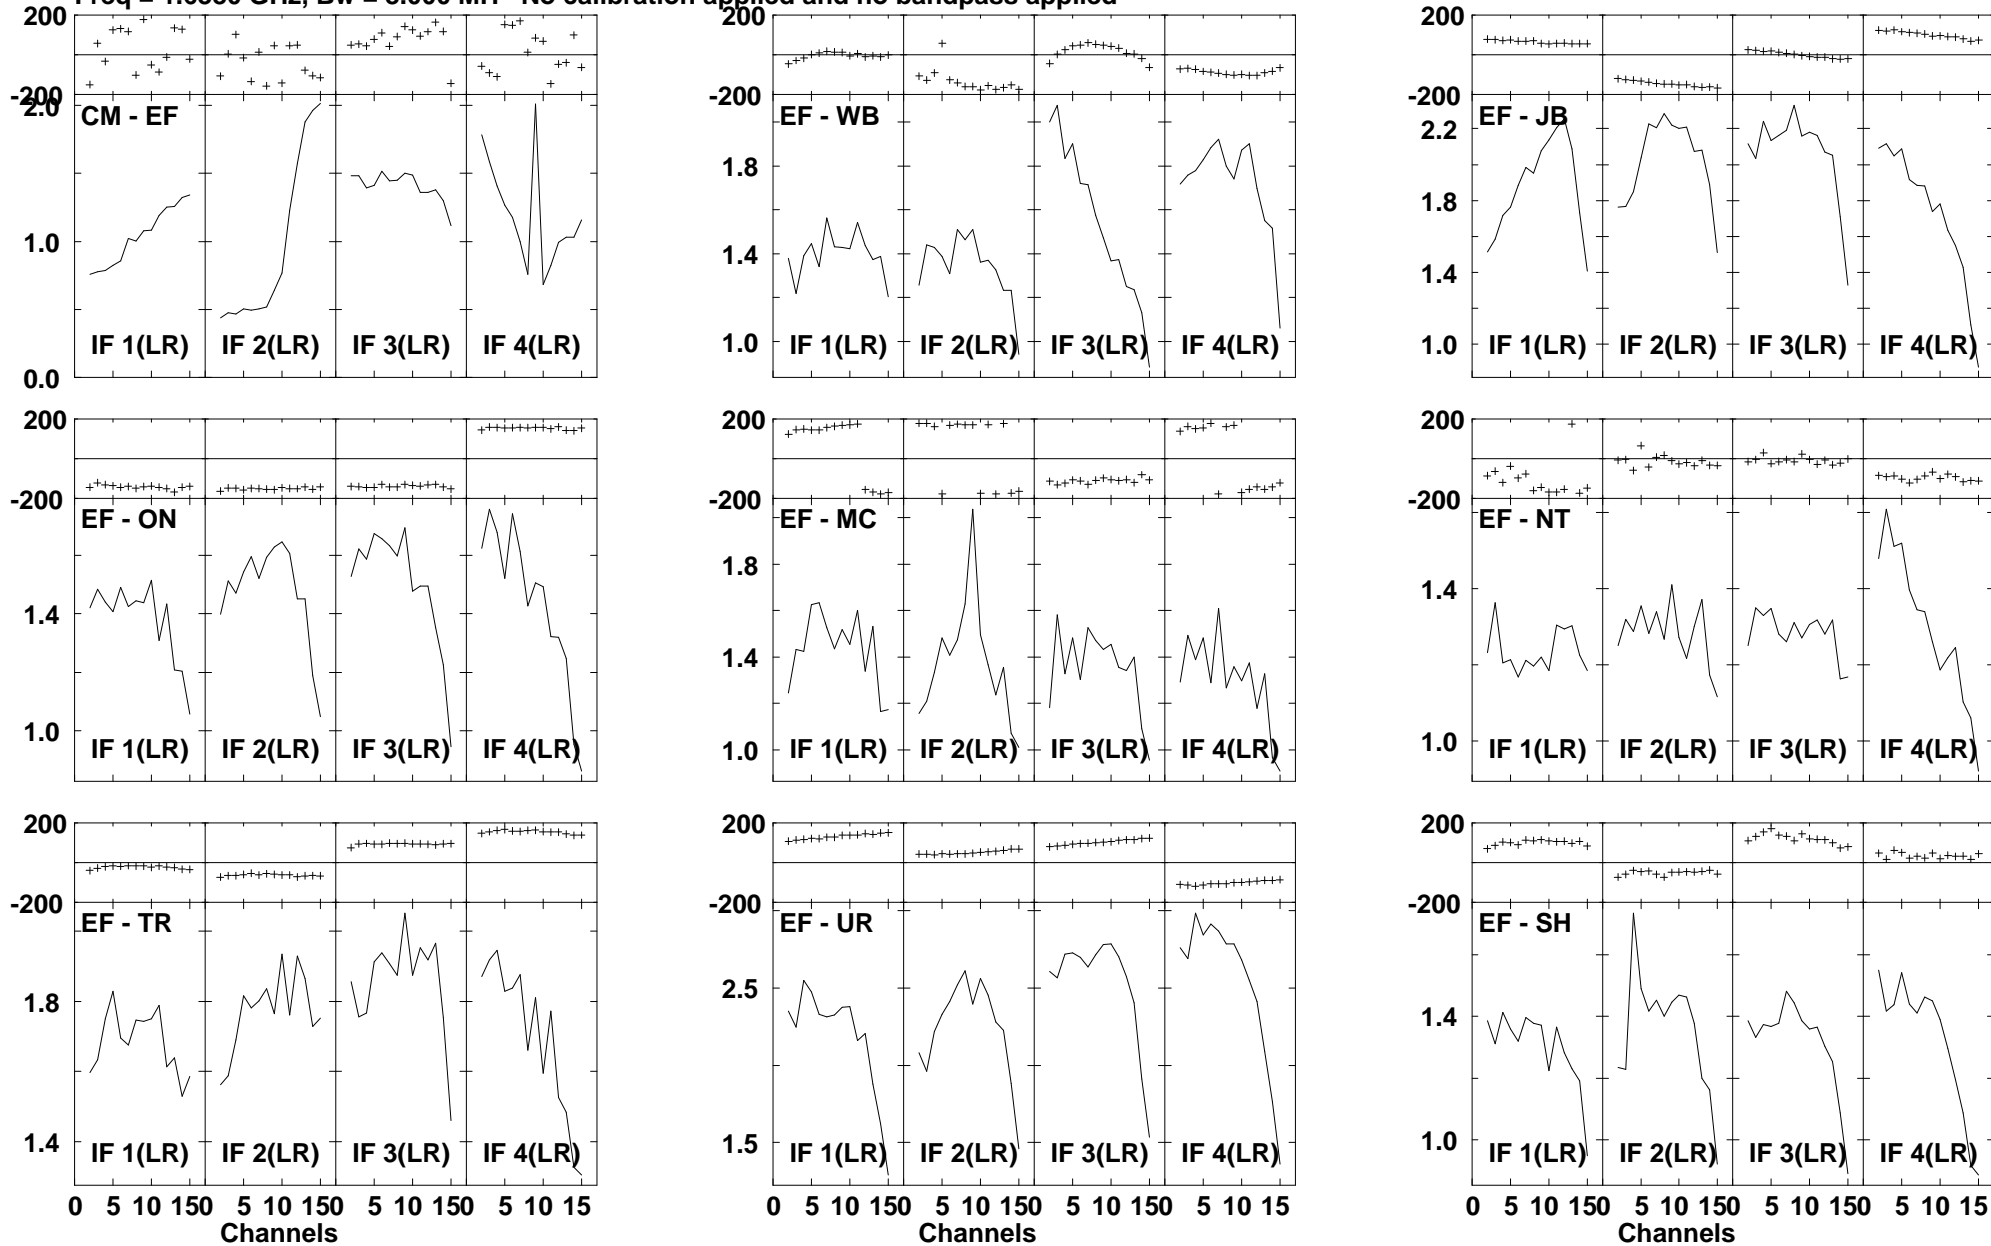 No calibration applied and no bandpass applied
200 200 200
-200 -200
2.0 CM - EF EF - WB EF - JB
2.2
1.8 1.8
1.0 1.4 1.4
IF 1(LR) IF 2(LR) IF 3(LR) IF 4(LR) 1.0 IF 1(LR) IF 2(LR) IF 3(LR) IF 4(LR) 1.0 IF 1(LR) IF 2(LR) IF 3(LR) IF 4(LR)
0.0
200 200 200
-200 -200
EF - ON EF - MC EF - NT
1.8
1.4 1.4 1.4
1.0 IF 1(LR) IF 2(LR) IF 3(LR) IF 4(LR) 1.0 IF 1(LR) IF 2(LR) IF 3(LR) IF 4(LR) 1.0 IF 1(LR) IF 2(LR) IF 3(LR) IF 4(LR)
200 200 200
-200 -200 -200
EF - TR EF - UR EF - SH
1.8 2.5 1.4
1.4 IF 1(LR) IF 2(LR) IF 3(LR) IF 4(LR) 1.5 IF 1(LR) IF 2(LR) IF 3(LR) IF 4(LR) 1.0 IF 1(LR) IF 2(LR) IF 3(LR) IF 4(LR)
0 5 10 15 0 5 10 15 0 5 10 15 0 5 10 15 0 5 10 15 0 5 10 15 0 5 10 15 0 5 10 15 0 5 10 15 0 5 10 15 0 5 10 15 0 5 10 15
Channels Channels Channels